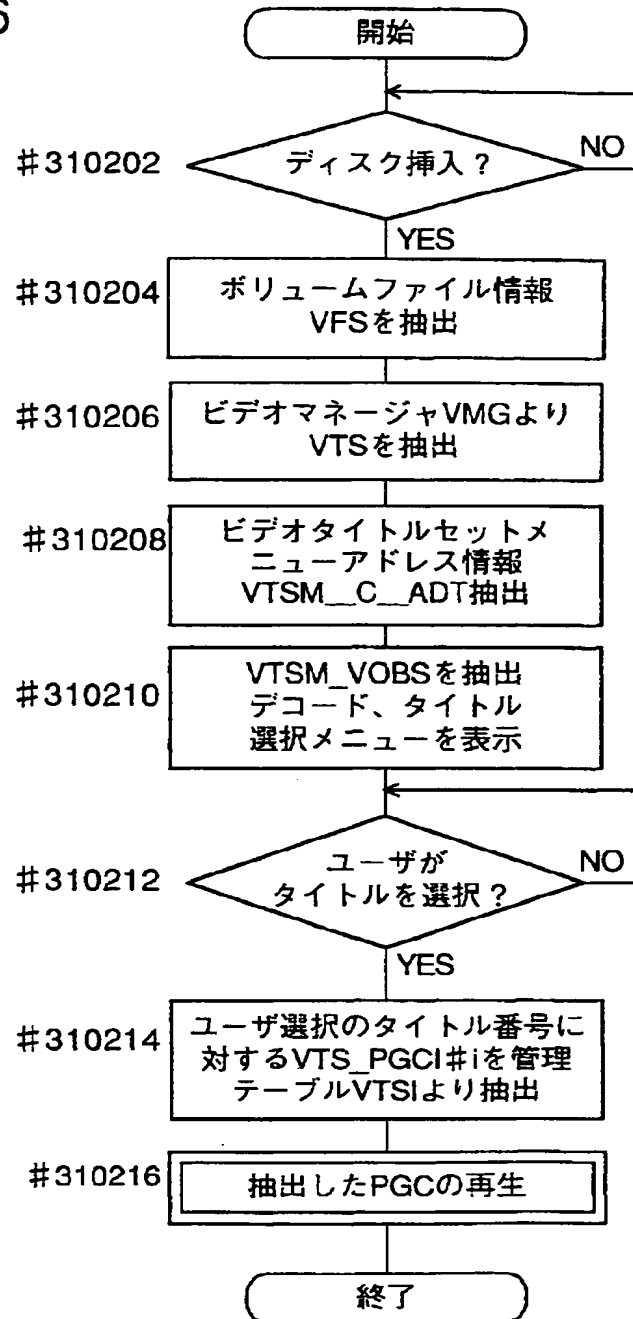 6
開始
#310202
ディスク挿入？
NO
YES
#310204
ボリュームファイル情報
VFSを抽出
#310206
ビデオマネージャVMGより
VTSを抽出
#310208
ビデオタイトルセットメ
ニューアドレス情報
VTSM__C__ADT抽出
#310210
VTSM_VOBSを抽出
デコード、タイトル
選択メニューを表示
#310212
ユーザが
タイトルを選択？
NO
YES
#310214
ユーザ選択のタイトル番号に
対するVTS_PGCI#iを管理
テーブルVTSIより抽出
#310216
抽出したPGCの再生
終了